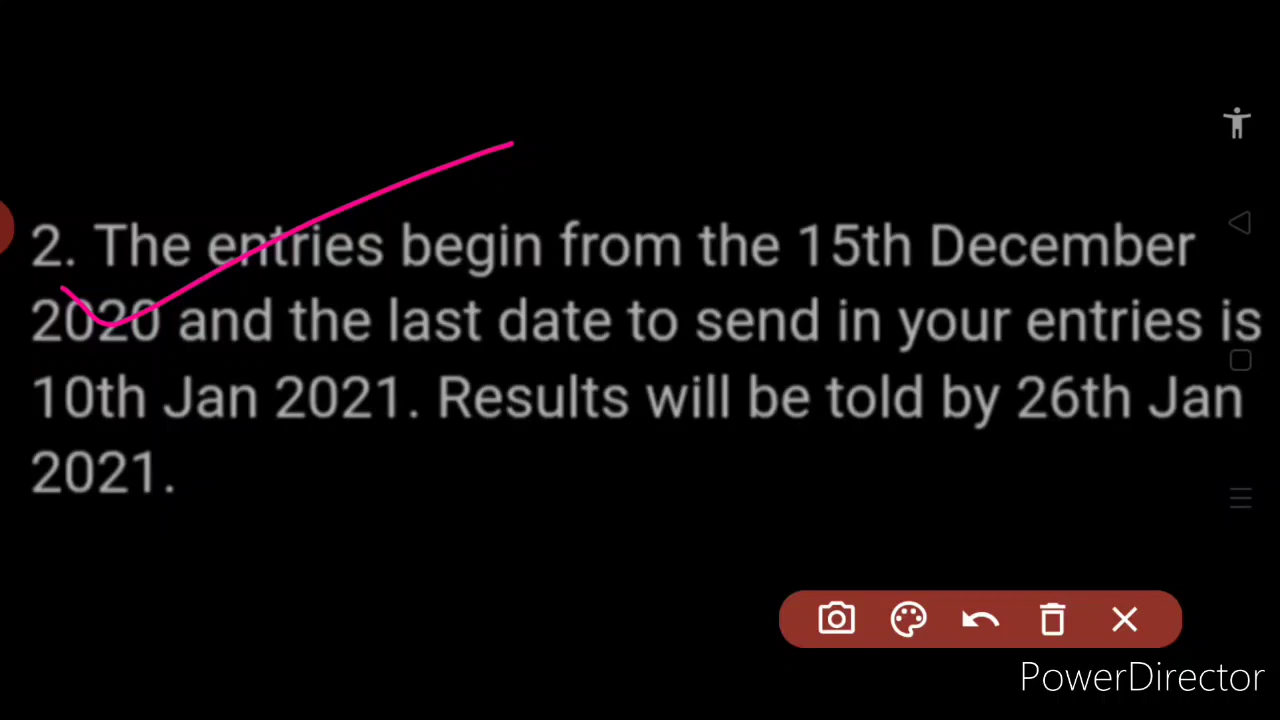 2. The entries begin from the 15th December
2020 and the last date to send in your entries is
10th Jan 2021. Results will be told by 26th Jan
2021.
PowerDirector